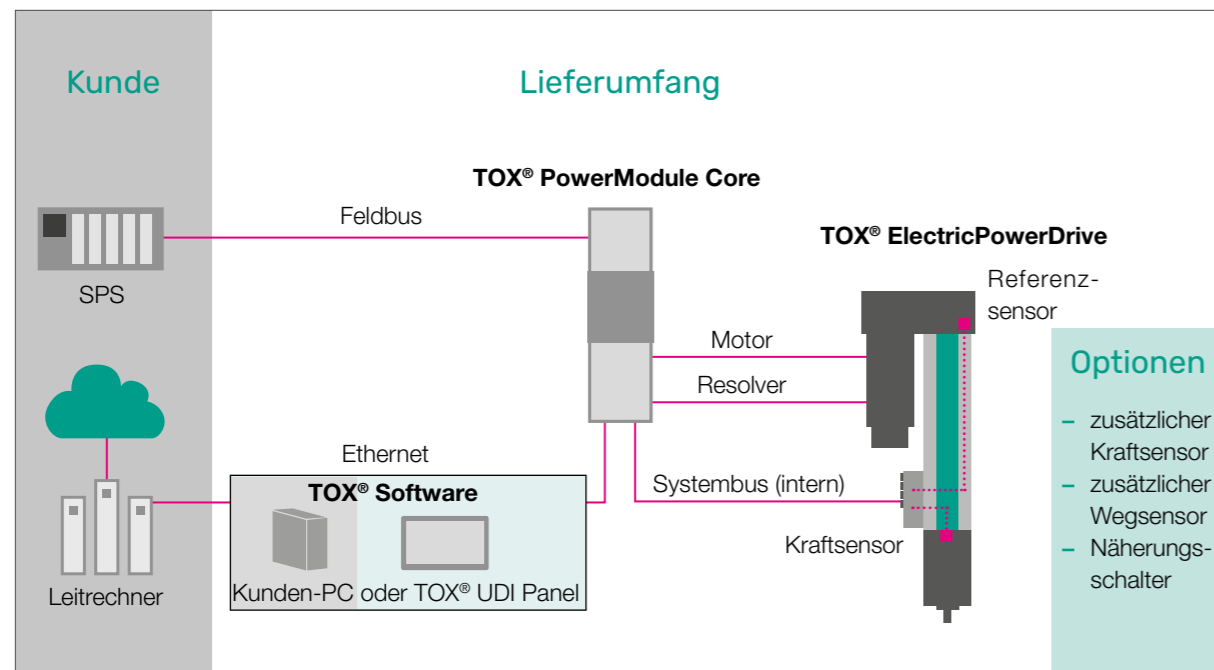 Kunde
Lieferumfang
TOX® PowerModule Core
Feldbus
SPS
TOX® ElectricPowerDrive
Referenz-
sensor
Motor
Resolver
Optionen
– zusätzlicher
Kraftsensor
– zusätzlicher
Wegsensor
– Näherungs-
schalter
Ethernet
TOX® Software
Systembus (intern)
Kraftsensor
Kunden-PC oder TOX® UDI Panel
Leitrechner